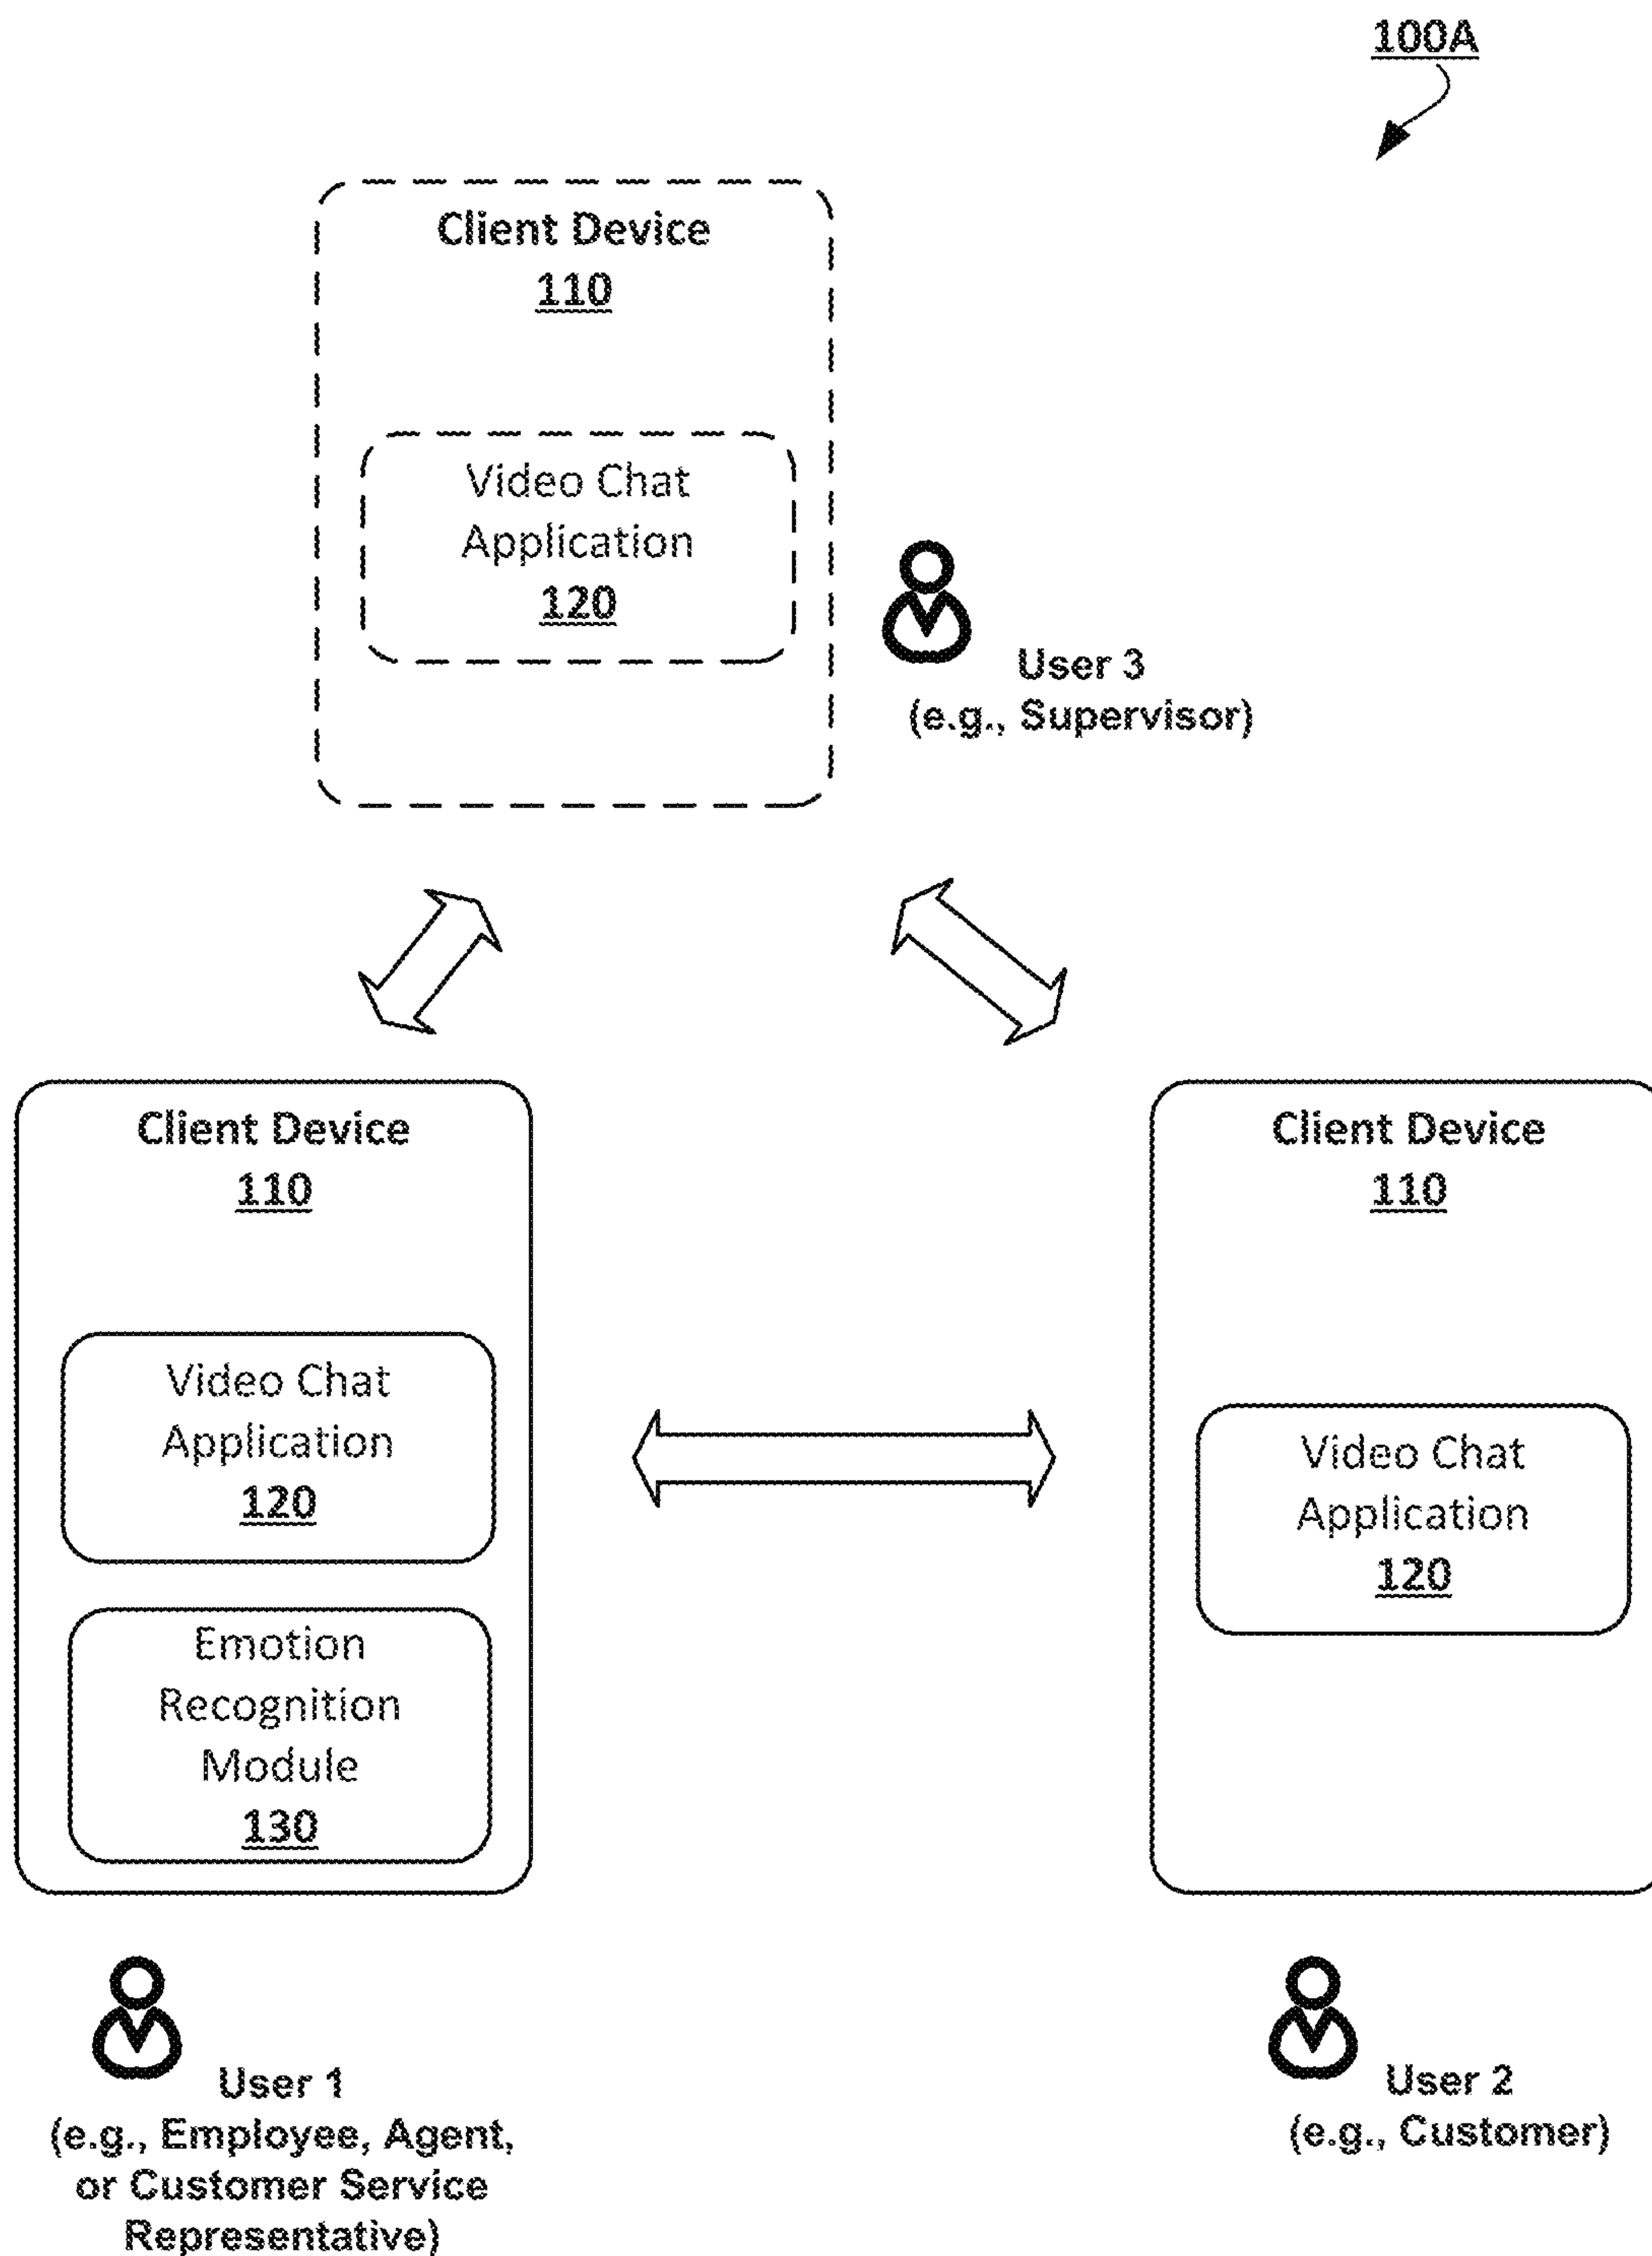 100A
Client Device
110
Video Chat
Application
120
User 3
(e.g., Supervisor)
Client Device
110
Video Chat
Application
120
Emotion
Recognition
Module
130
User 1
(e.g., Employee, Agent,
or Customer Service
Representative)
Client Device
110
Video Chat
Application
120
User 2
(e.g., Customer)